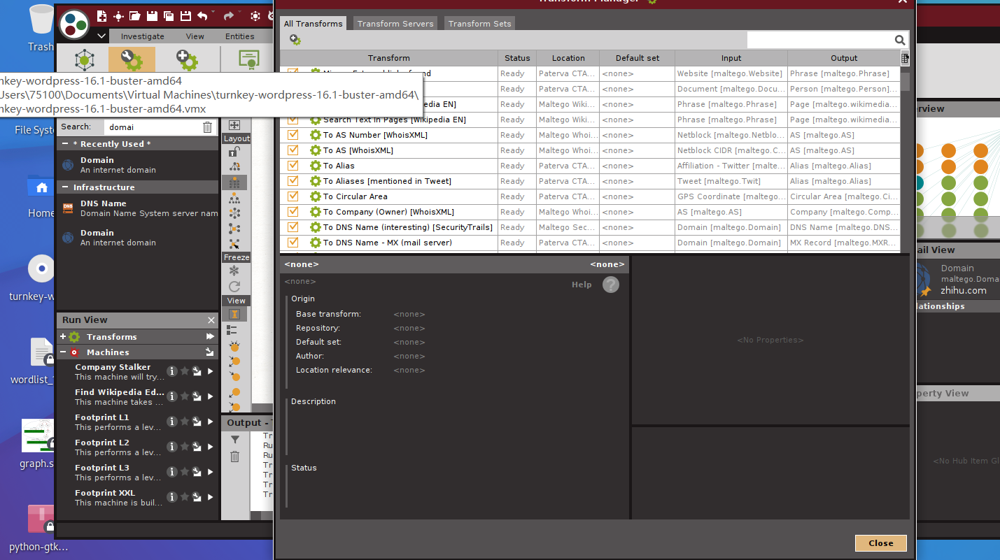 Transform Manager
Trash
Investigate
View
Entities
All Transforms
Transform Servers
Transform Sets
Transform
Status
Location
Default set
Input
Output
nkey-wordpress-16.1-buster-amd64
Users\75100\Documents\Virtual Machines\turnkey-wordpress-16.1-buster-amd64\
nkey-wordpress-16.1-buster-amd64.vmx
found
Ready
Paterva CTA...
<none>
Website [maltego.Website]
Phrase [maltego.Phrase]
Ready
Paterva CTA...
<none>
Document [maltego.Docu...
Person [maltego.Person]...
ipedia EN]
Ready
Maltego Wiki...
<none>
Phrase [maltego.Phrase]
Page [maltego.wikimedia...
Search Text in Pages [Wikipedia EN]
Ready
Maltego Wiki...
<none>
Phrase [maltego.Phrase]
Page [maltego.wikimedia...
To AS Number [WhoisXML]
Ready
Maltego Whoi...
<none>
Netblock [maltego.Netblo...
AS [maltego.AS]
To AS [WhoisXML]
Ready
Maltego Whoi...
<none>
Netblock CIDR [maltego.C...
AS [maltego.AS]
To Alias
Ready
Paterva CTA...
<none>
Affiliation - Twitter [malte...
Alias [maltego.Alias]
To Aliases [mentioned in Tweet]
Ready
Paterva CTA...
<none>
Tweet [maltego.Twit]
Alias [maltego.Alias]
To Circular Area
Ready
Paterva CTA...
<none>
GPS Coordinate [maltego...
Circular Area [maltego.Ci...
To Company (Owner) [WhoisXML]
Ready
Maltego Whoi...
<none>
AS [maltego.AS]
Company [maltego.Comp...
To DNS Name (interesting) [SecurityTrails]
Ready
Maltego Sec...
<none>
Domain [maltego.Domain]
DNS Name [maltego.DNS...
To DNS Name - MX (mail server)
Ready
Paterva CTA...
<none>
Domain [maltego.Domain]
MX Record [maltego.MXR...
File Syst
Home
turnkey-w
wordlist_
graph.s
python-gtk...
Search:
domai
* Recently Used *
Domain
An internet domain
Infrastructure
DNS
DNS Name
Domain Name System server nam
Domain
An internet domain
Layout
Freeze
View
Run View
Transforms
Machines
Company Stalker
This machine will try...
Find Wikipedia Ed...
This machine takes ...
Footprint L1
This performs a lev...
Footprint L2
This performs a lev...
Footprint L3
This performs a lev...
Footprint XXL
This machine is buil...
Output - T
Tr
Ru
Ru
Tr
Tr
Tr
Tr
<none>
<none>
<none>
Help
?
Origin
Base transform:
<none>
Repository:
<none>
Default set:
<none>
Author:
<none>
Location relevance:
<none>
Description
Status
<No Properties>
Close
erview
ail View
Domain
maltego.Doma
zhihu.com
lationships
perty View
<No Hub Item Gl